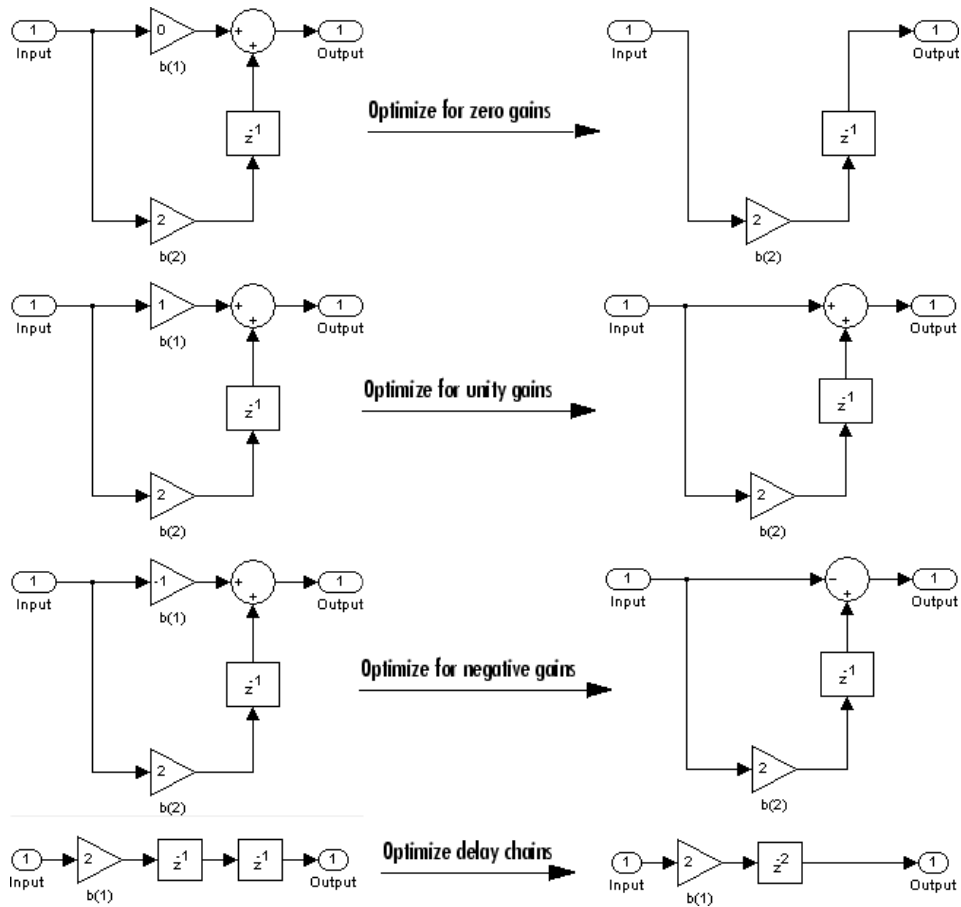 1 0 + 1 1 1
Input b(1) + Output Input Output
Optimize for zero gains
z-1 z-1
2 2
b(2) b(2)
1 1 + 1 1 + 1
Input b(1) + Output Input + Output
Optimize for unity gains
z-1 z-1
2 2
b(2) b(2)
1 -1 + 1 1 − 1
Input b(1) + Output Input + Output
Optimize for negative gains
z-1 z-1
2 2
b(2) b(2)
1 2 z-1 z-1 1 Optimize delay chains 1 2 z-2 1
Input b(1) Output Input b(1) Output